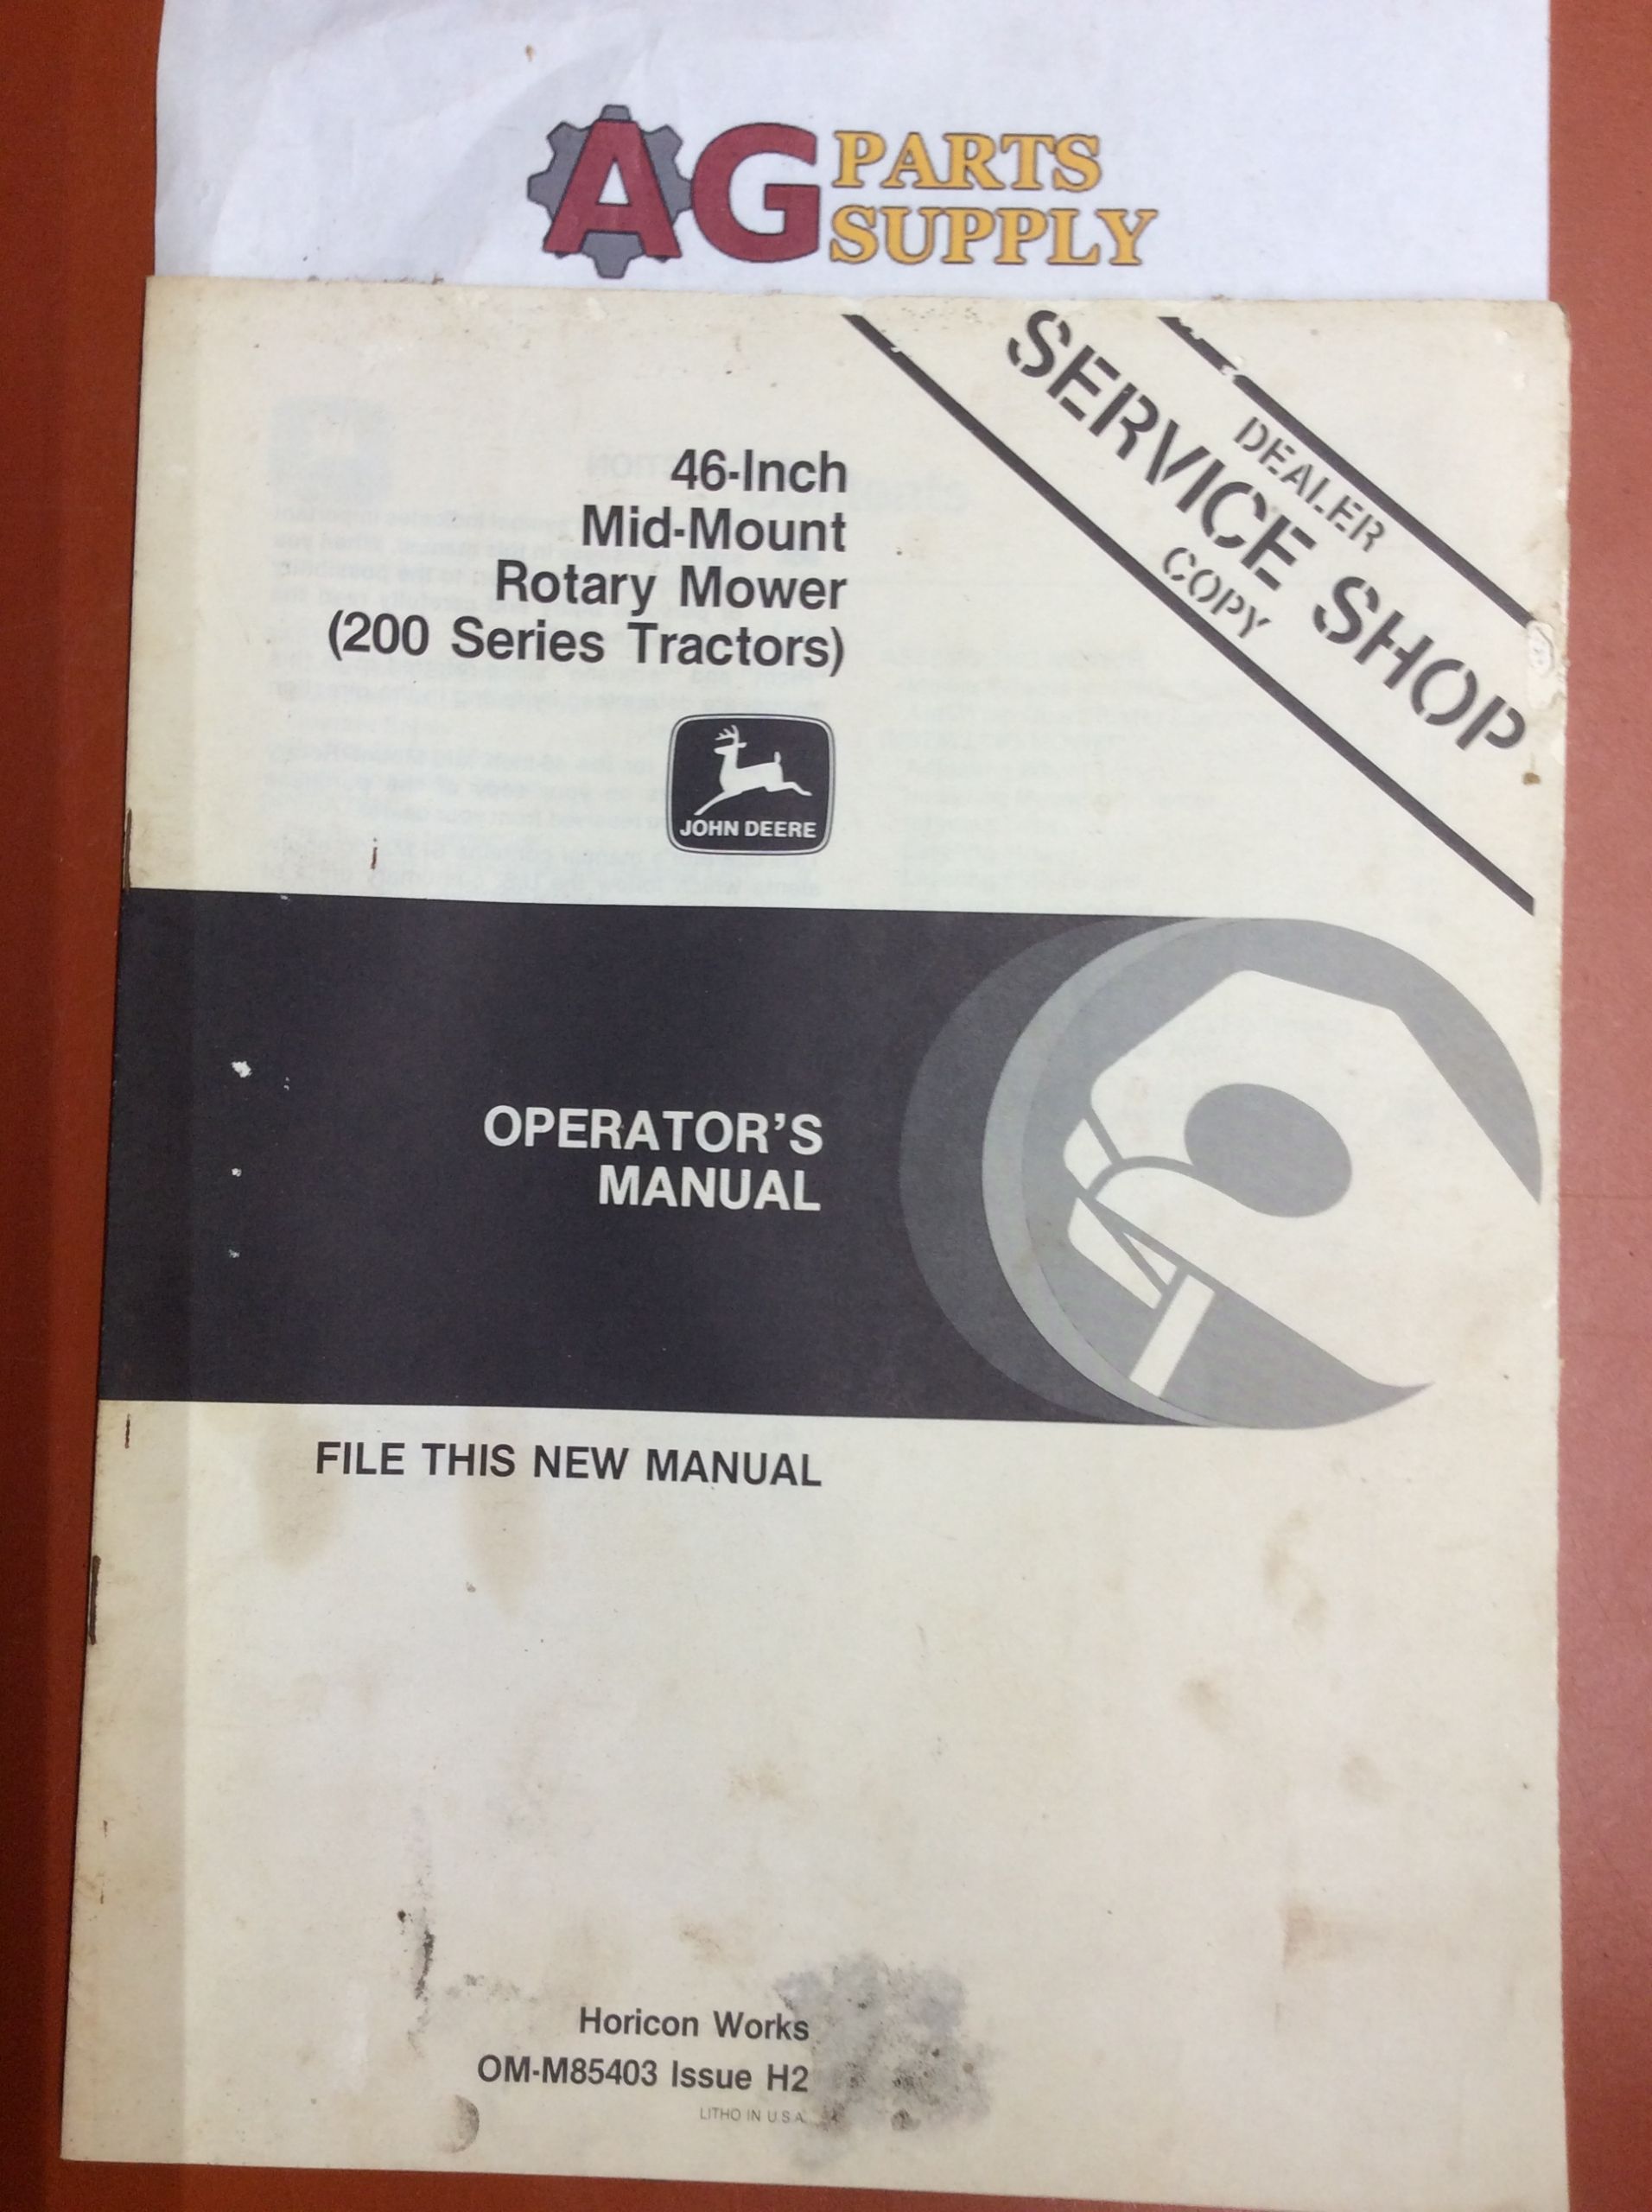 AG PARTS
SUPPLY
DEALER
SERVICE SHOP
COPY
46-Inch
Mid-Mount
Rotary Mower
(200 Series Tractors)
JOHN DEERE
OPERATOR'S
MANUAL
FILE THIS NEW MANUAL
Horicon Works
OM-M85403 Issue H2
LITHO IN U.S.A.